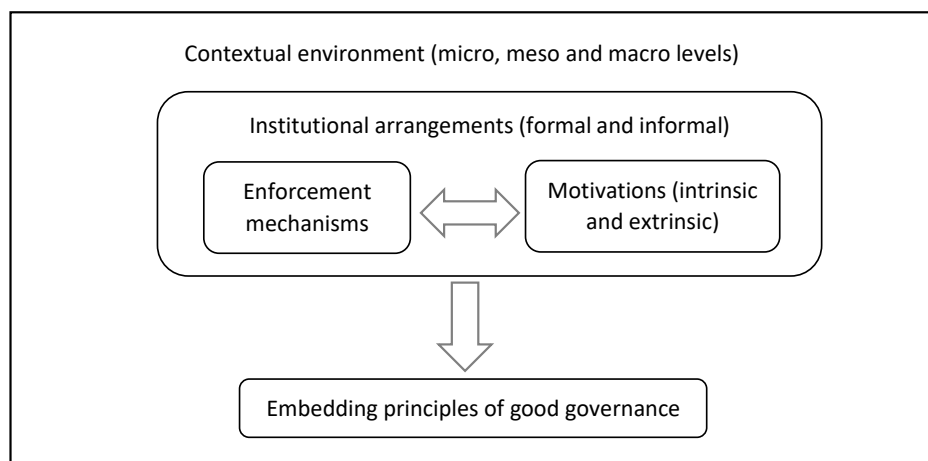 Contextual environment (micro, meso and macro levels)
Institutional arrangements (formal and informal)
Enforcement
mechanisms
Motivations (intrinsic
and extrinsic)
Embedding principles of good governance